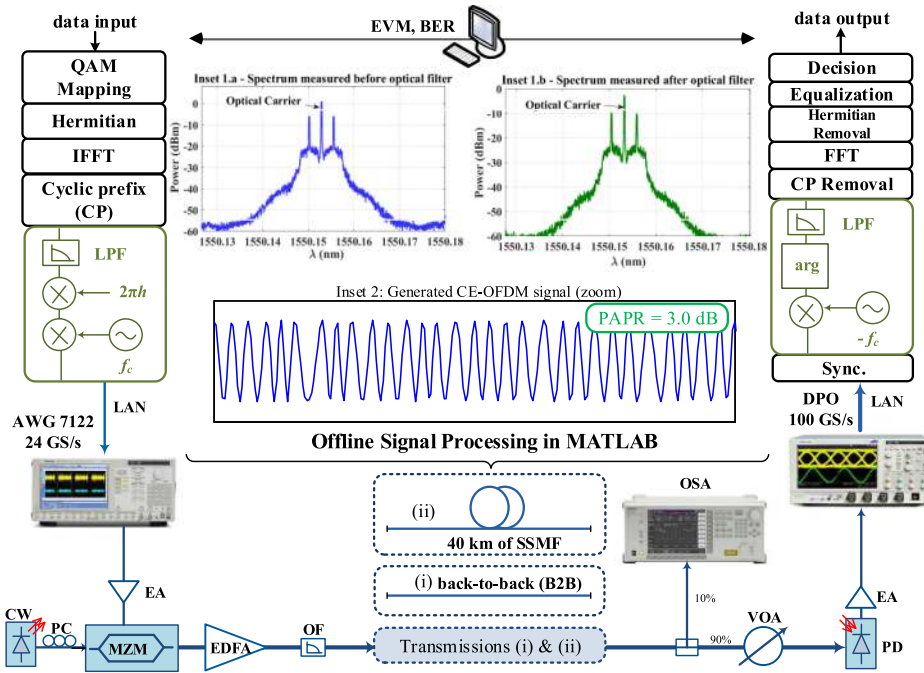 data input
EVM, BER
data output
QAM
Mapping
Hermitian
IFFT
Cyclic prefix
(CP)
LPF
2πh
f_c
LAN
AWG 7122
24 GS/s
Inset 1.a - Spectrum measured before optical filter
Optical Carrier
Power (dBm)
0
-10
-20
-30
-40
-50
-60
1550.13
1550.14
1550.15
1550.16
1550.17
1550.18
λ (nm)
Inset 1.b - Spectrum measured after optical filter
Optical Carrier
Power (dBm)
0
-10
-20
-30
-40
-50
-60
1550.13
1550.14
1550.15
1550.16
1550.17
1550.18
λ (nm)
Inset 2: Generated CE-OFDM signal (zoom)
PAPR = 3.0 dB
Offline Signal Processing in MATLAB
Decision
Equalization
Hermitian
Removal
FFT
CP Removal
LPF
arg
-f_c
Sync.
DPO
100 GS/s
LAN
(ii)
40 km of SSMF
(i) back-to-back (B2B)
OSA
10%
90%
EA
CW
PC
MZM
EDFA
OF
Transmissions (i) & (ii)
VOA
EA
PD